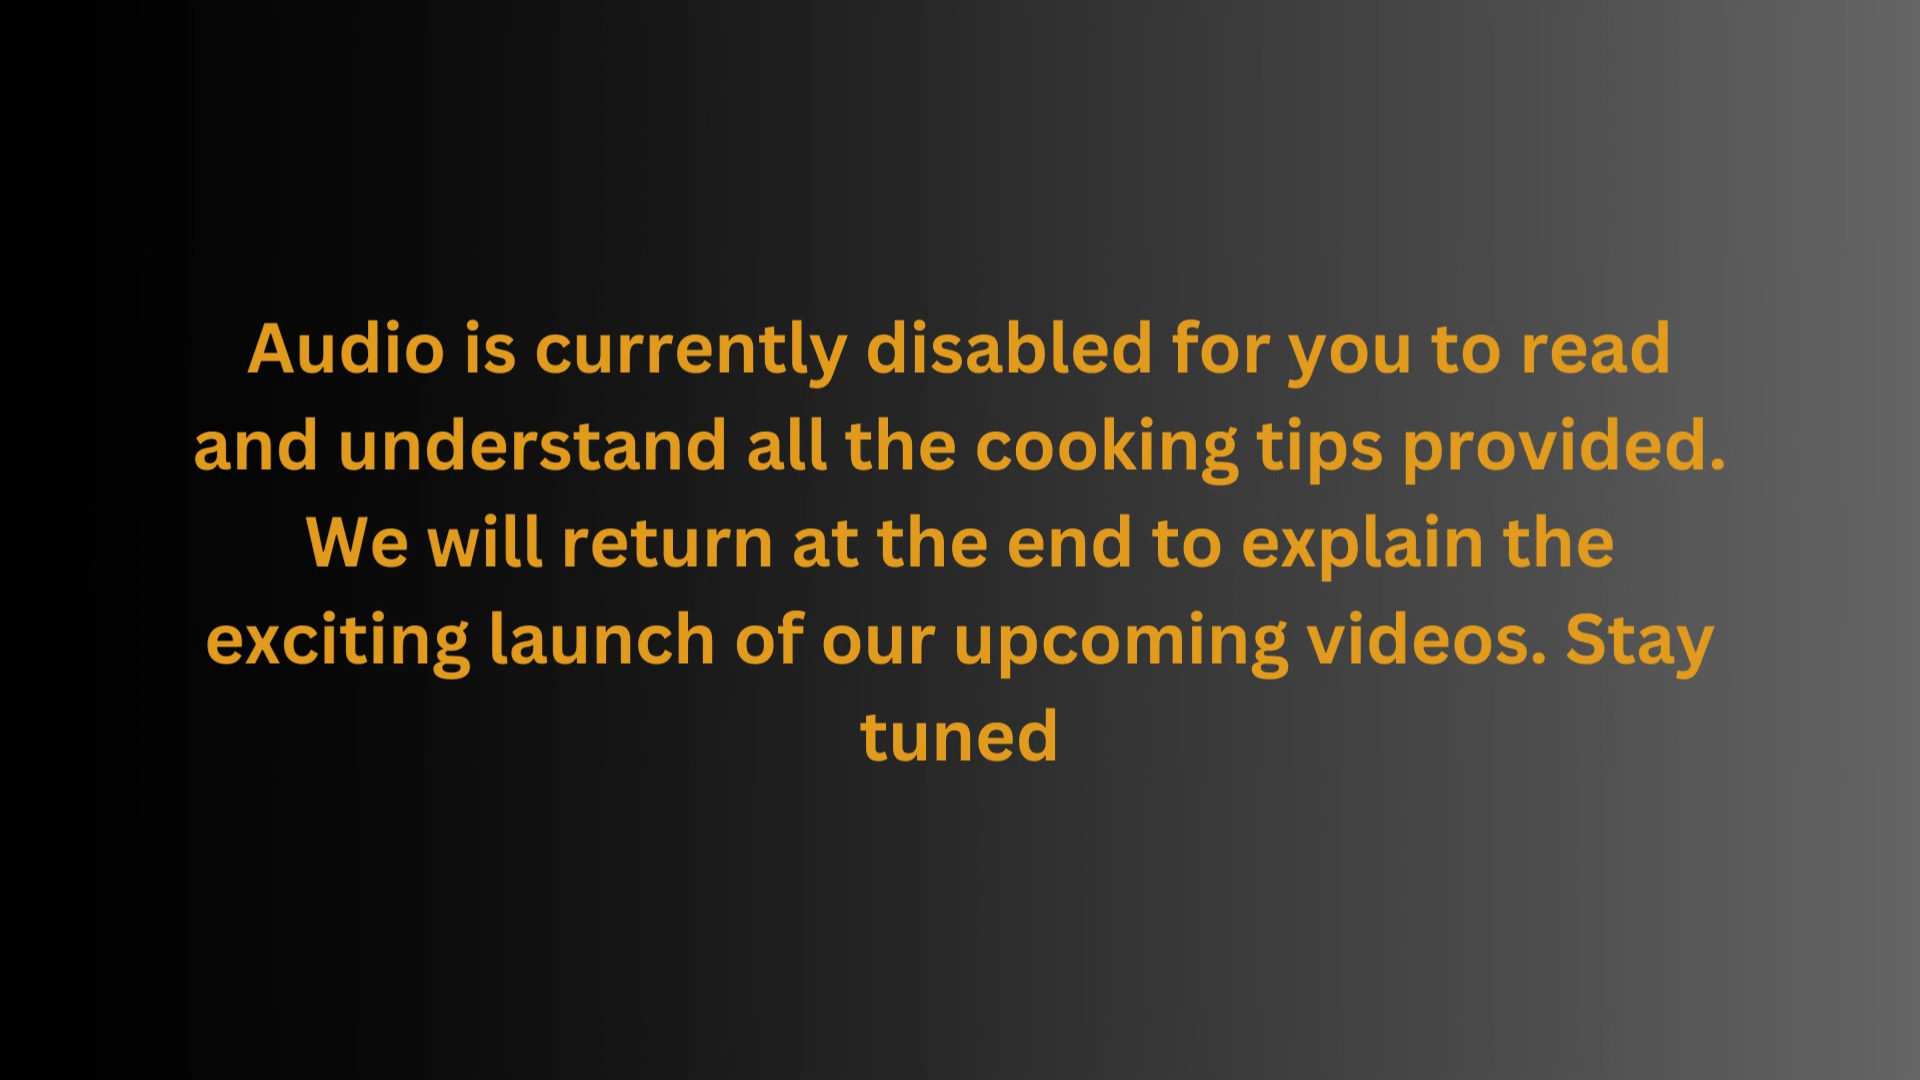 Audio is currently disabled for you to read
and understand all the cooking tips provided.
We will return at the end to explain the
exciting launch of our upcoming videos. Stay
tuned